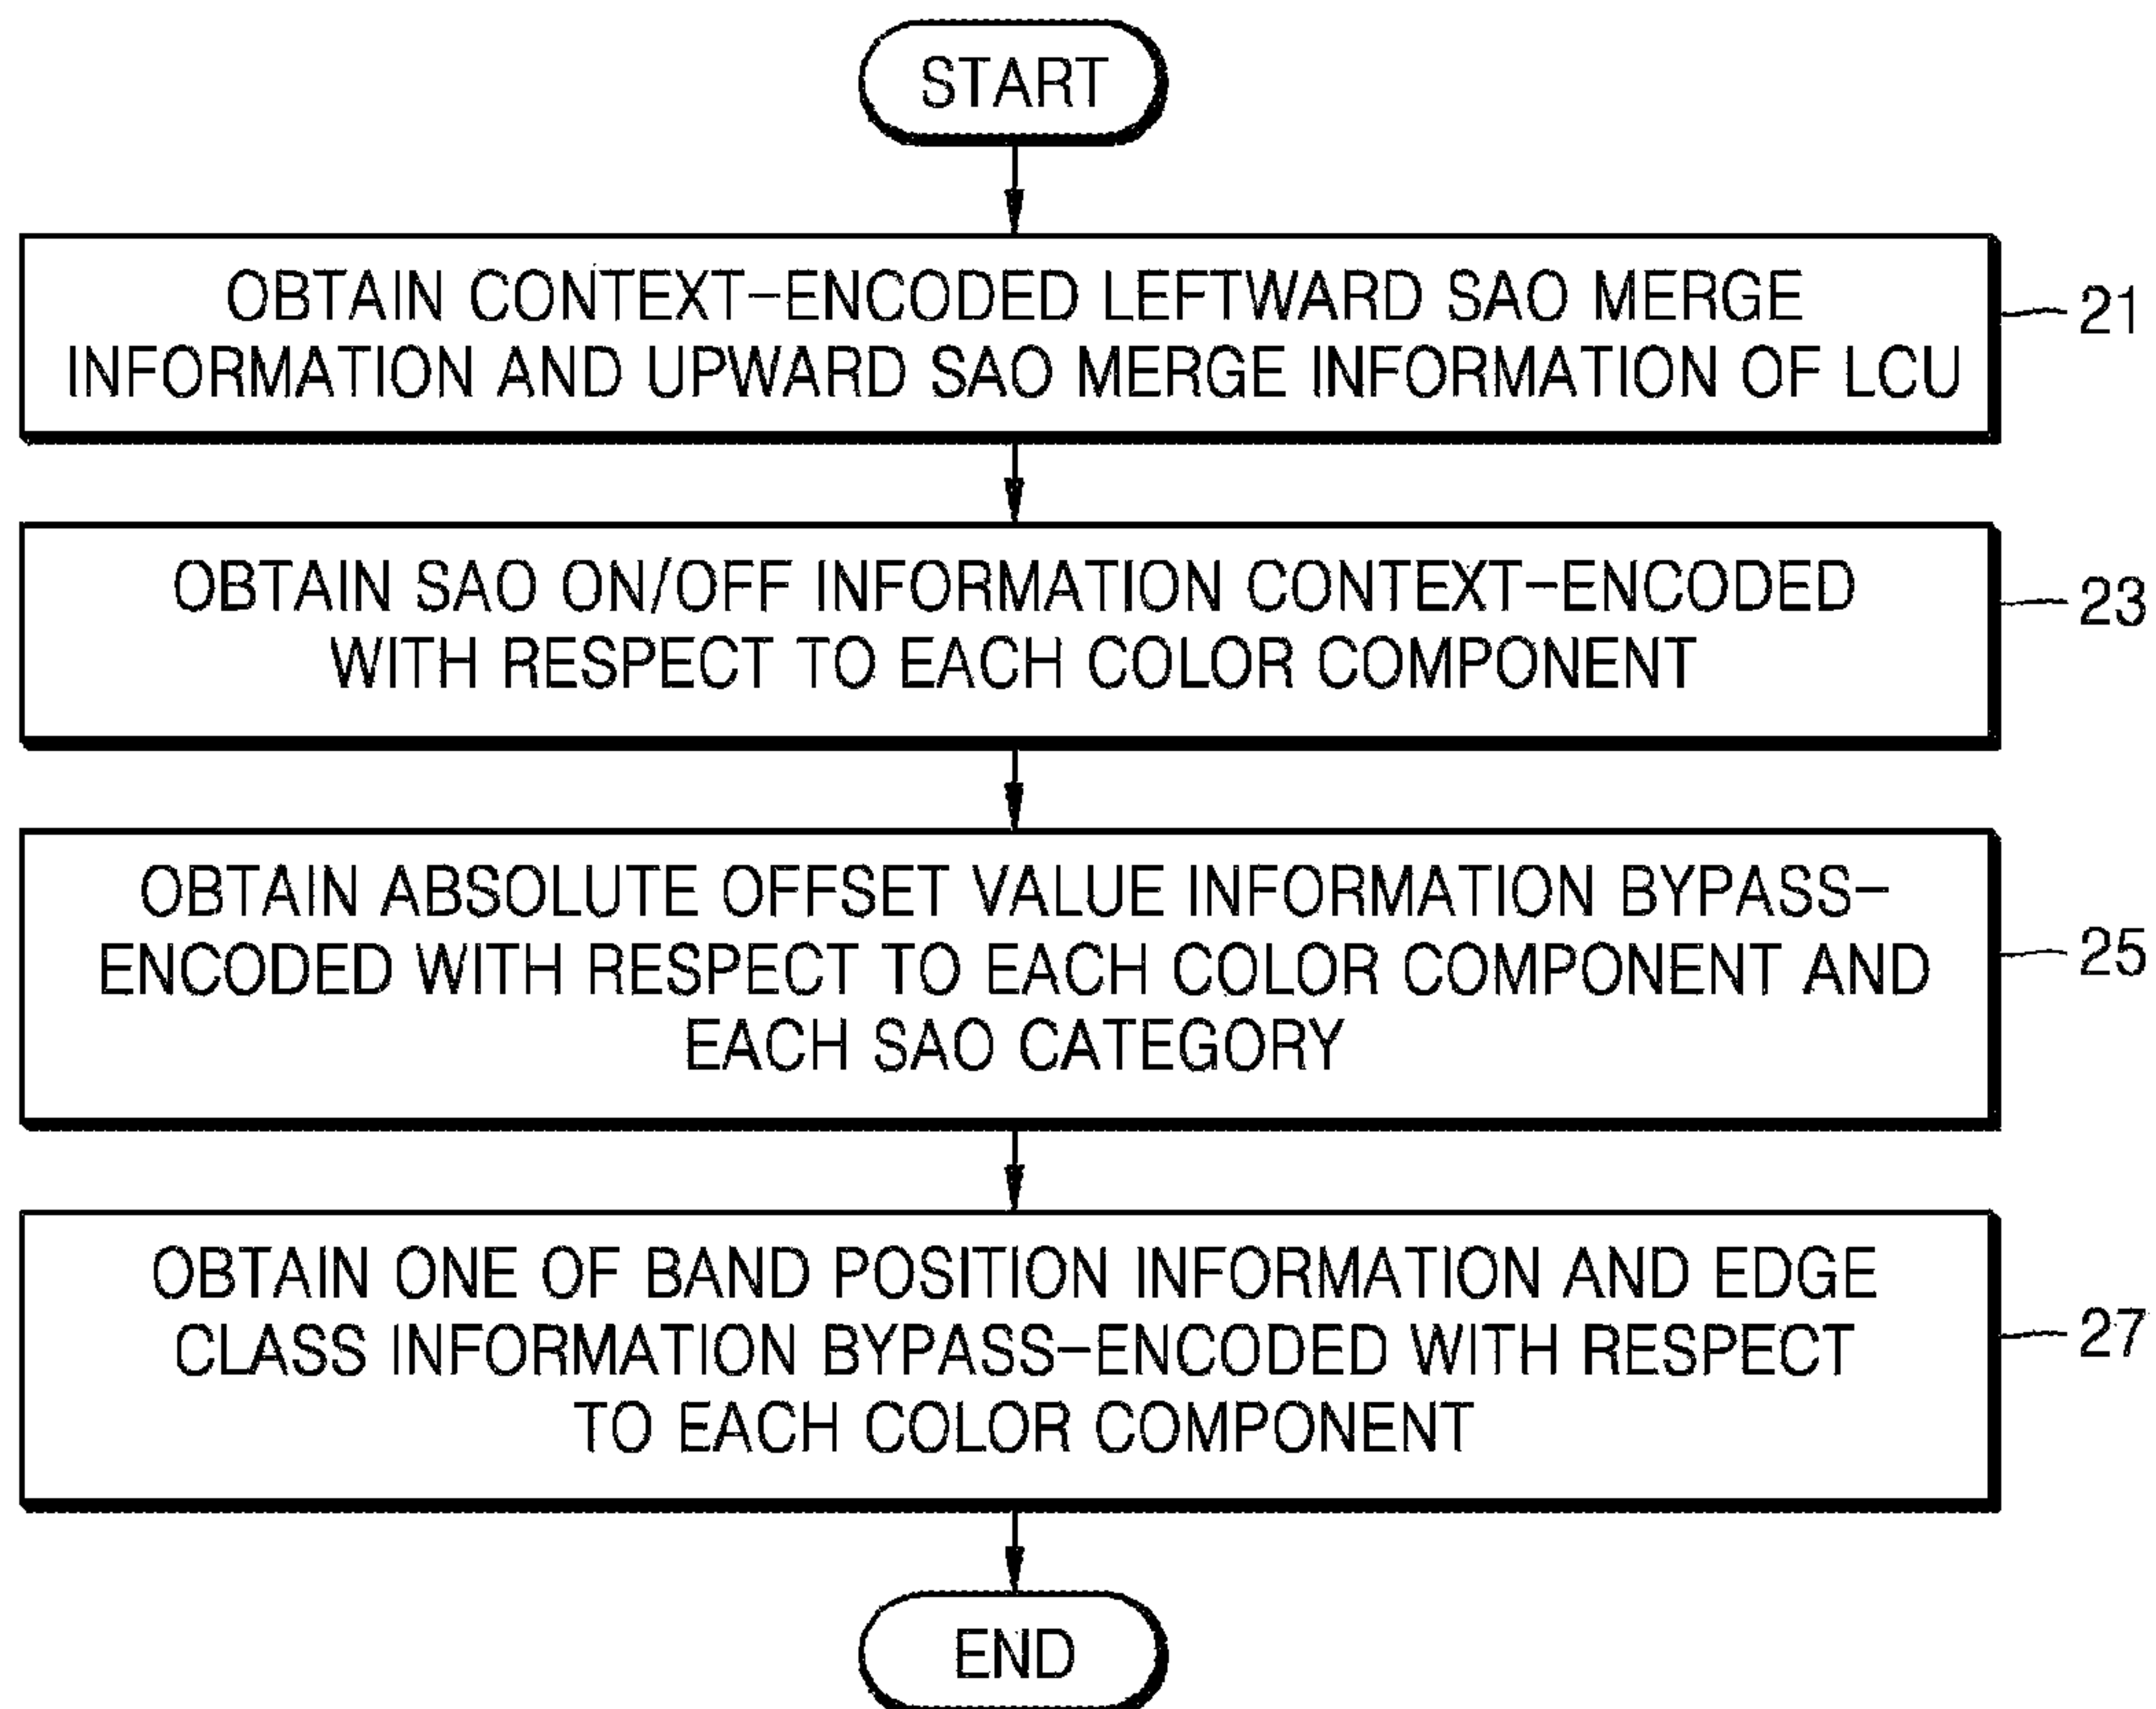 START
OBTAIN CONTEXT-ENCODED LEFTWARD SAO MERGE
INFORMATION AND UPWARD SAO MERGE INFORMATION OF LCU
21
OBTAIN SAO ON/OFF INFORMATION CONTEXT-ENCODED
WITH RESPECT TO EACH COLOR COMPONENT
23
OBTAIN ABSOLUTE OFFSET VALUE INFORMATION BYPASS-
ENCODED WITH RESPECT TO EACH COLOR COMPONENT AND
EACH SAO CATEGORY
25
OBTAIN ONE OF BAND POSITION INFORMATION AND EDGE
CLASS INFORMATION BYPASS-ENCODED WITH RESPECT
TO EACH COLOR COMPONENT
27
END